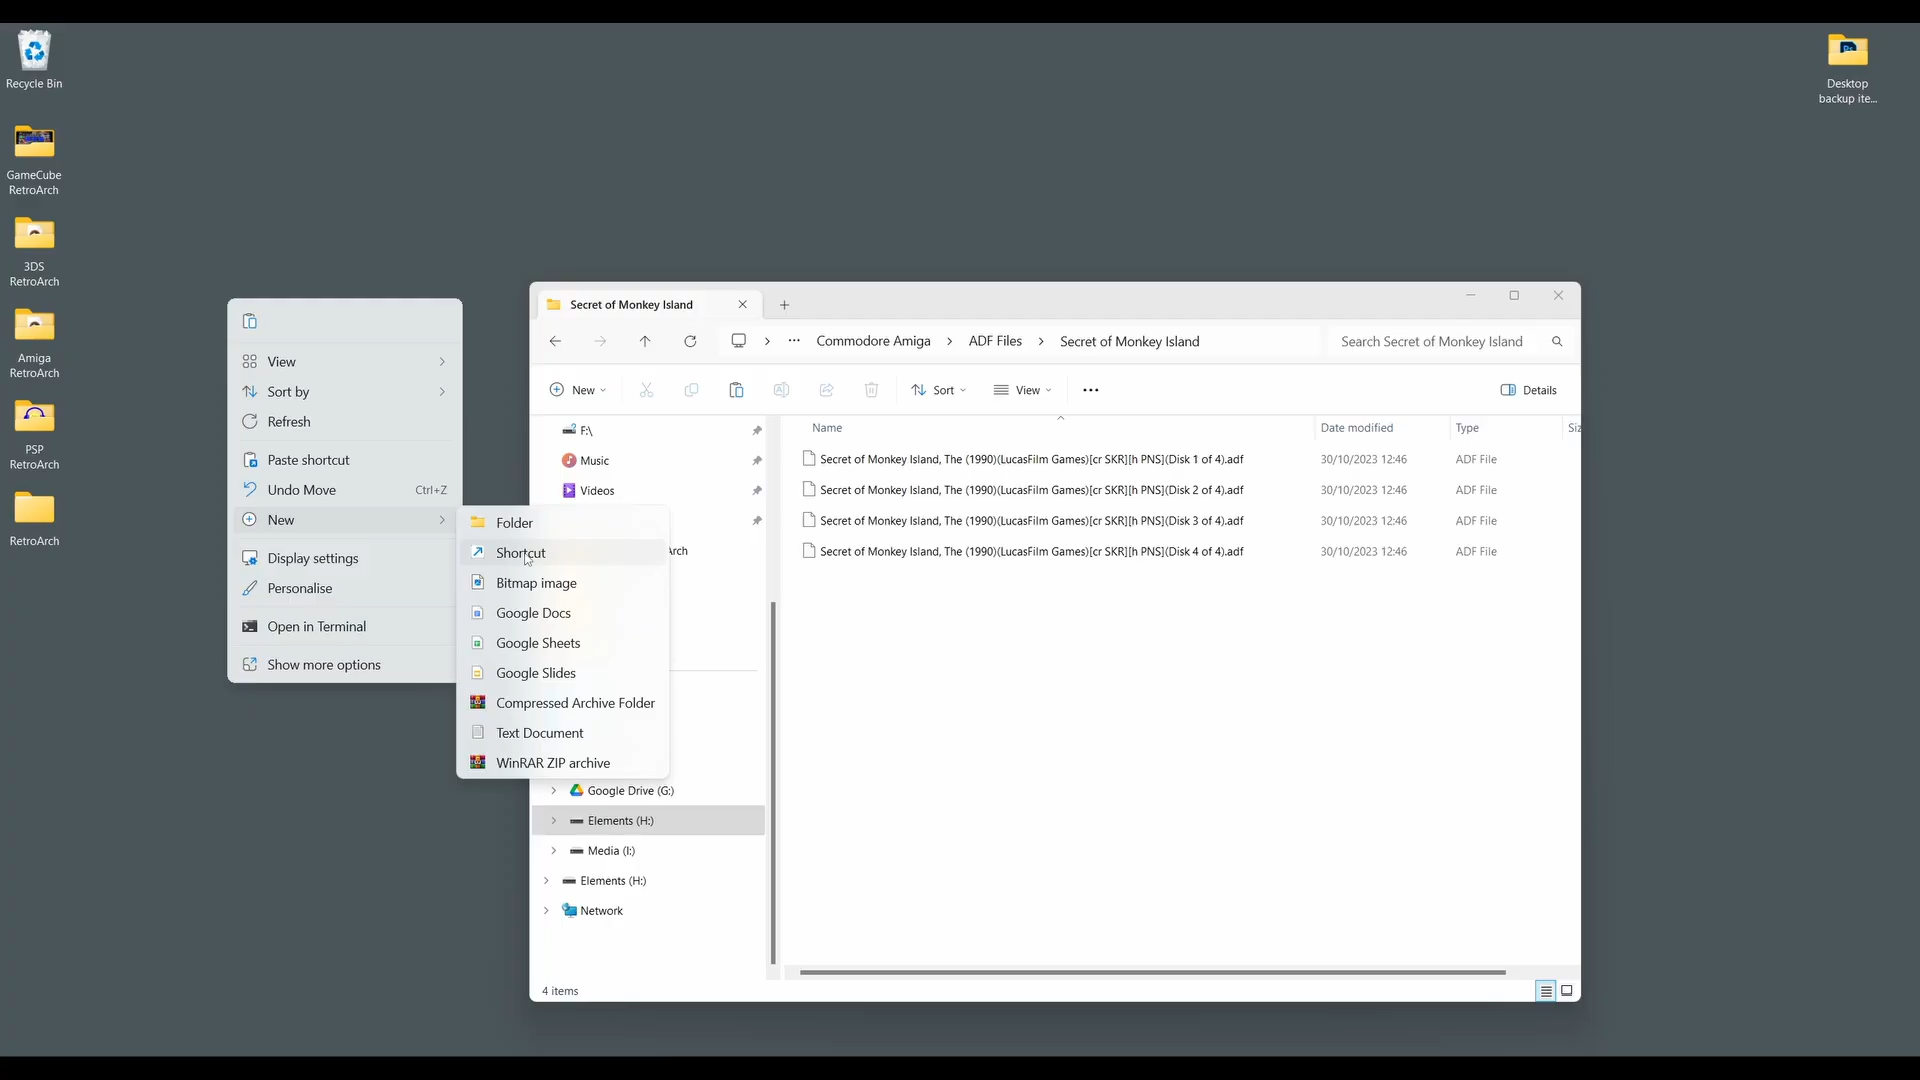 Recycle Bin
GameCube
RetroArch
3DS
RetroArch
Amiga
RetroArch
PSP
RetroArch
RetroArch
Desktop
backup ite...
View
Sort by
Refresh
Paste shortcut
Undo Move Ctrl+Z
New
Display settings
Personalise
Open in Terminal
Show more options
Folder
Shortcut
Bitmap image
Google Docs
Google Sheets
Google Slides
Compressed Archive Folder
Text Document
WinRAR ZIP archive
Secret of Monkey Island
Commodore Amiga > ADF Files > Secret of Monkey Island
Search Secret of Monkey Island
New Sort View Details
F:\
Music
Videos
Arch
Google Drive (G:)
Elements (H:)
Media (I:)
Elements (H:)
Network
Name Date modified Type Siz
Secret of Monkey Island, The (1990)(LucasFilm Games)[cr SKR][h PNS](Disk 1 of 4).adf 30/10/2023 12:46 ADF File
Secret of Monkey Island, The (1990)(LucasFilm Games)[cr SKR][h PNS](Disk 2 of 4).adf 30/10/2023 12:46 ADF File
Secret of Monkey Island, The (1990)(LucasFilm Games)[cr SKR][h PNS](Disk 3 of 4).adf 30/10/2023 12:46 ADF File
Secret of Monkey Island, The (1990)(LucasFilm Games)[cr SKR][h PNS](Disk 4 of 4).adf 30/10/2023 12:46 ADF File
4 items